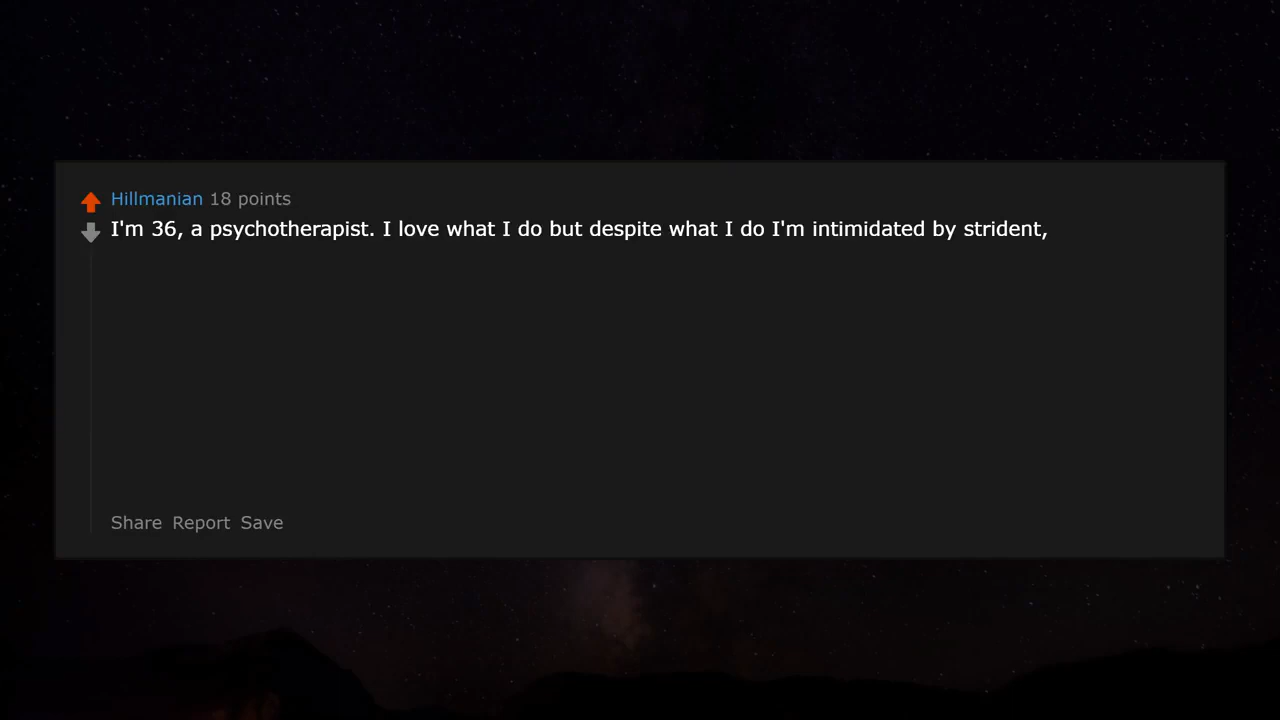 Hillmanian 18 points
I'm 36, a psychotherapist. I love what I do but despite what I do I'm intimidated by strident,
Share Report Save